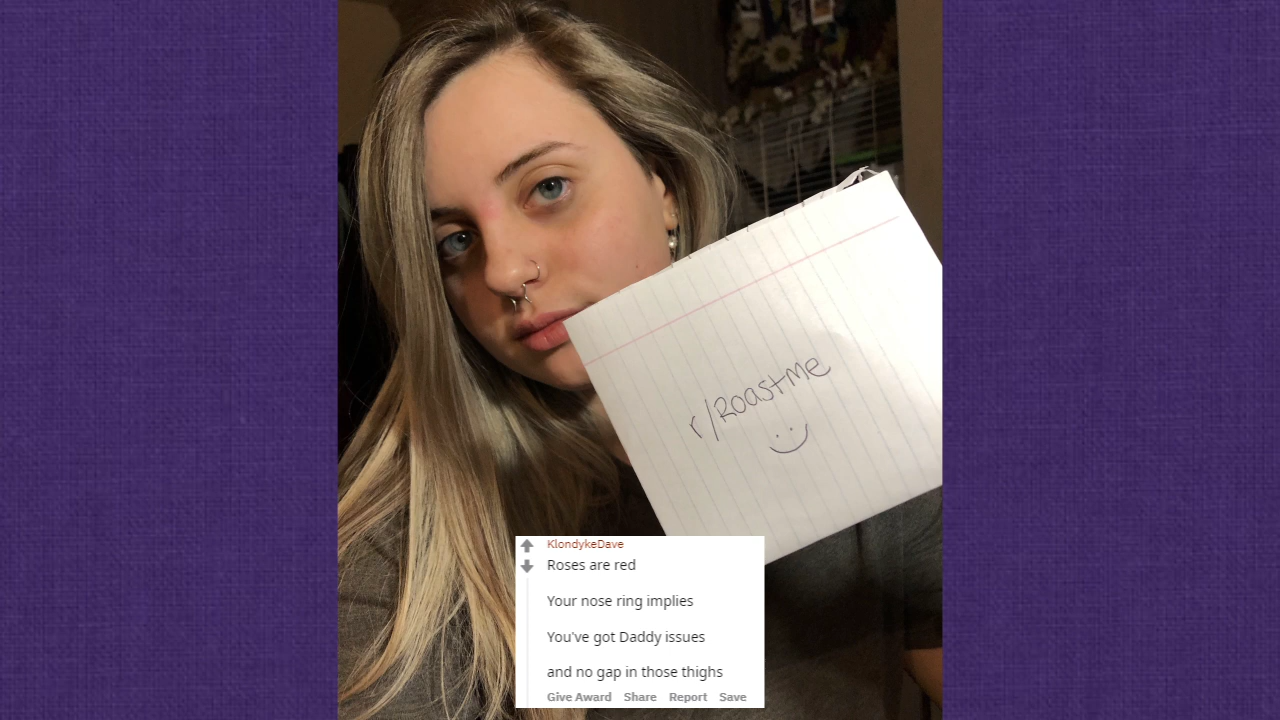 r/RoastMe
KlondykeDave
Roses are red
Your nose ring implies
You've got Daddy issues
and no gap in those thighs
Give Award Share Report Save